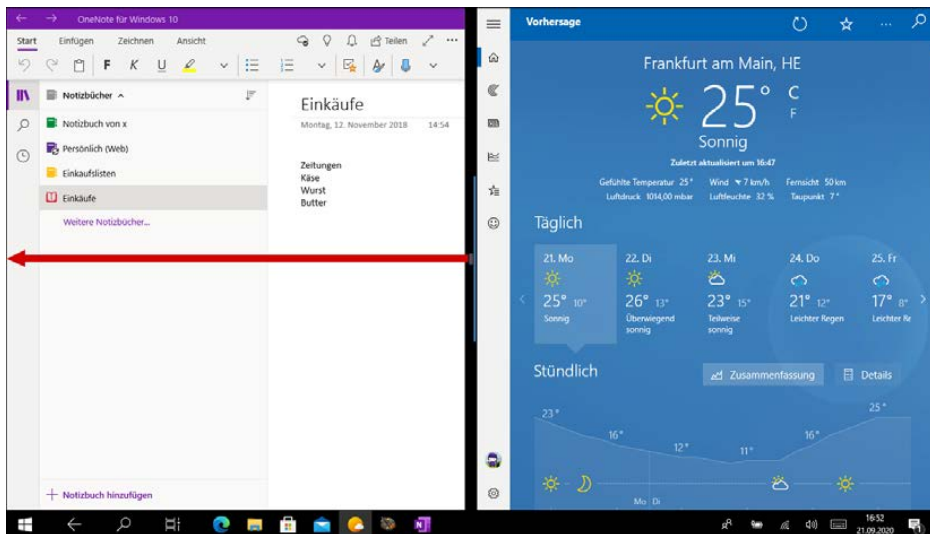 OneNote für Windows 10
Start Einfügen Zeichnen Ansicht Teilen
F K U
Notizbücher
Notizbuch von x
Persönlich (Web)
Einkaufslisten
Einkäufe
Weitere Notizbücher...
Notizbuch hinzufügen
Einkäufe
Montag, 12. November 2018 14:54
Zeitungen
Käse
Wurst
Butter
Vorhersage
Frankfurt am Main, HE
25° C
F
Sonnig
Zuletzt aktualisiert um 16:47
Gefühlte Temperatur 25° Wind 7 km/h Fernsicht 50 km
Luftdruck 1014,00 mbar Luftfeuchte 32 % Taupunkt 7°
Täglich
21. Mo 22. Di 23. Mi 24. Do 25. Fr
25° 10° 26° 13° 23° 15° 21° 12° 17° 8°
Sonnig Überwiegend Teilweise Leichter Regen Leichter Re
sonnig sonnig
Stündlich
Zusammenfassung Details
23° 25°
16° 16°
12° 11°
Mo Di
16:52
21.09.2020